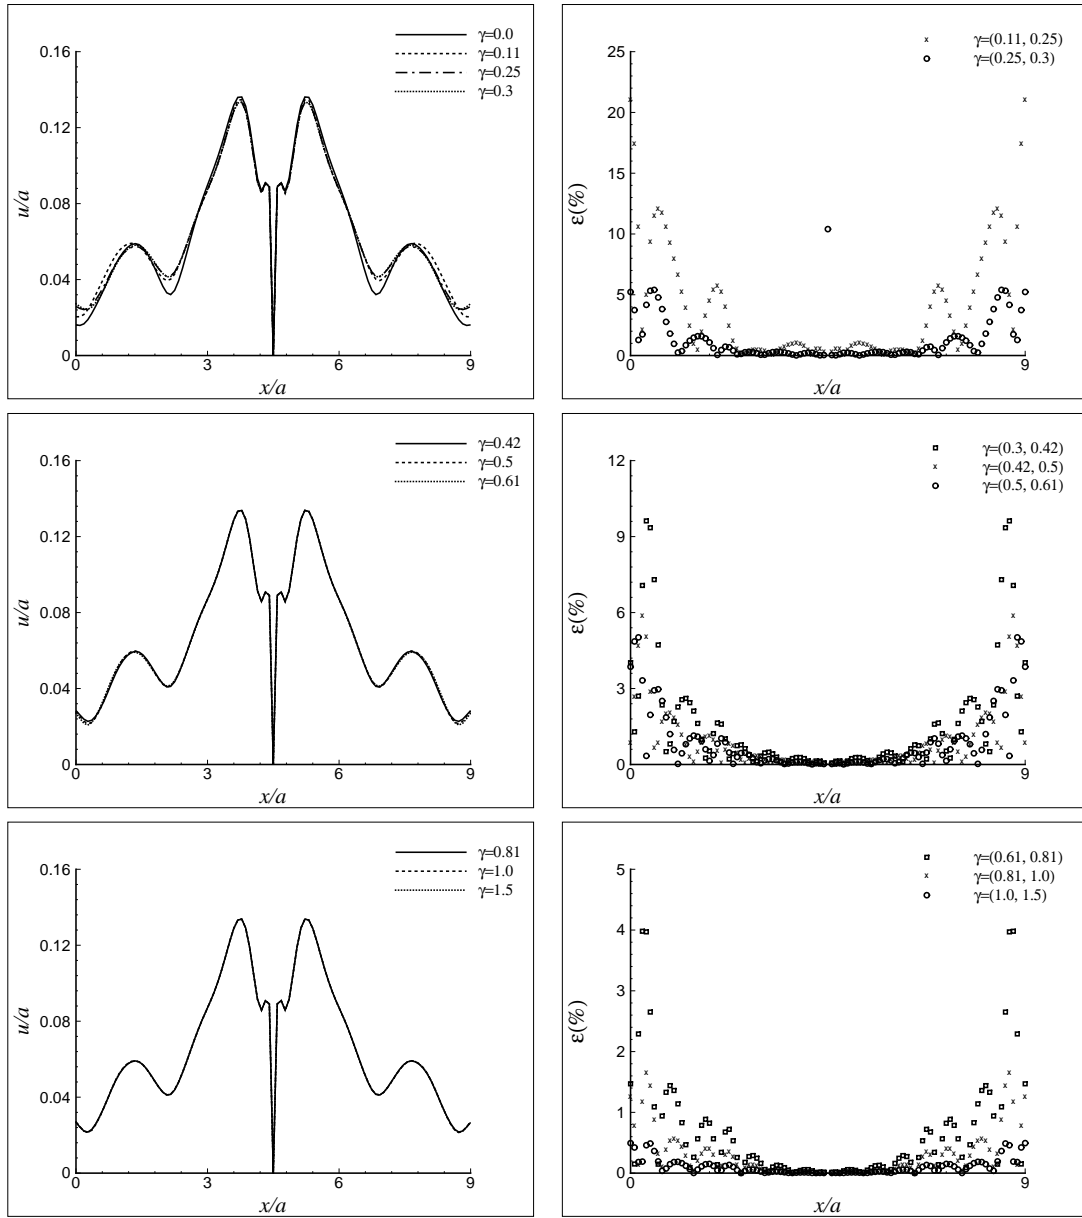 γ=0.0
γ=0.11
γ=0.25
γ=0.3
0.16
0.12
0.08
0.04
0
u/a
0 3 6 9
x/a
γ=(0.11, 0.25)
γ=(0.25, 0.3)
25
20
15
10
5
0
ε(%)
0 9
x/a
γ=0.42
γ=0.5
γ=0.61
0.16
0.12
0.08
0.04
0
u/a
0 3 6 9
x/a
γ=(0.3, 0.42)
γ=(0.42, 0.5)
γ=(0.5, 0.61)
12
9
6
3
0
ε(%)
0 9
x/a
γ=0.81
γ=1.0
γ=1.5
0.16
0.12
0.08
0.04
0
u/a
0 3 6 9
x/a
γ=(0.61, 0.81)
γ=(0.81, 1.0)
γ=(1.0, 1.5)
5
4
3
2
1
0
ε(%)
0 9
x/a